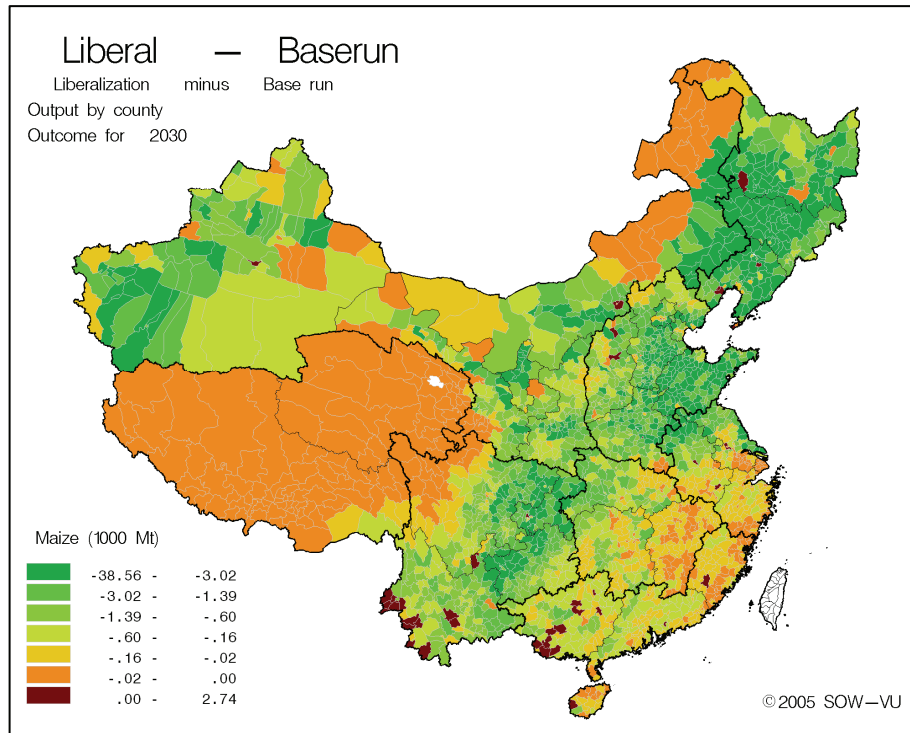 Liberal – Baserun
Liberalization minus Base run
Output by county
Outcome for 2030
Maize (1000 Mt)
-38.56 - -3.02
-3.02 - -1.39
-1.39 - -.60
-.60 - -.16
-.16 - -.02
-.02 - .00
.00 - 2.74
©2005 SOW–VU